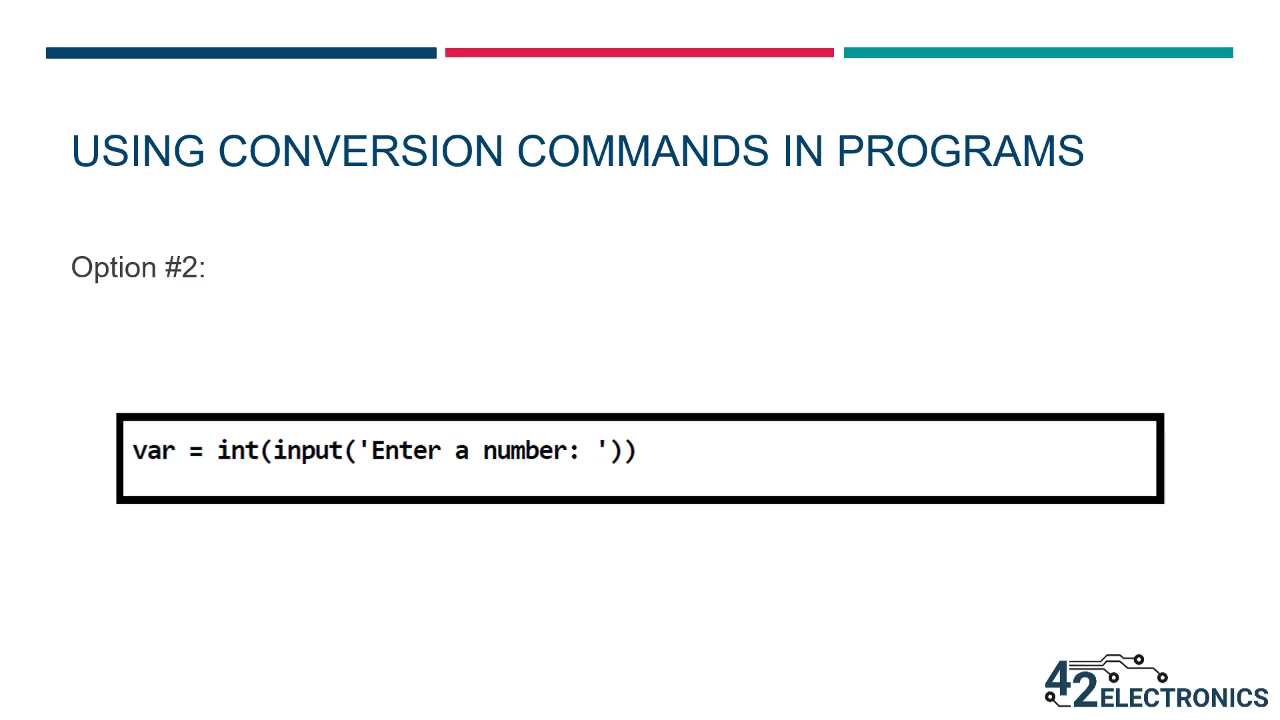 USING CONVERSION COMMANDS IN PROGRAMS
Option #2:
var = int(input('Enter a number: '))
42ELECTRONICS